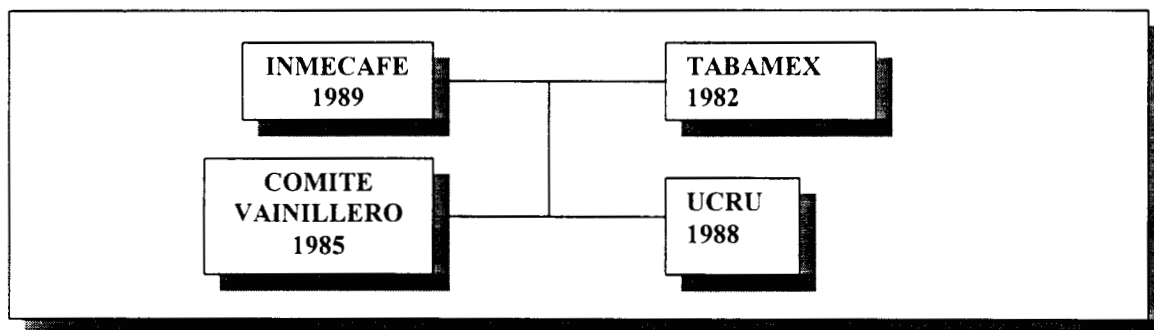 INMECAFE
1989
TABAMEX
1982
COMITE
VAINILLERO
1985
UCRU
1988